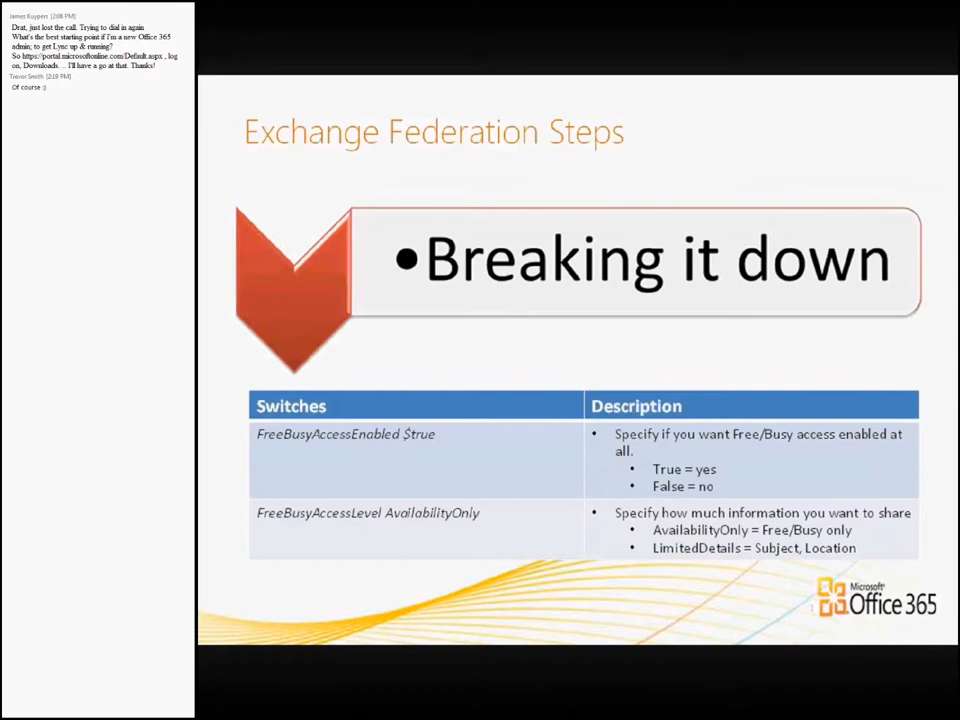 James Kuypers [2:08 PM]
Drat, just lost the call. Trying to dial in again
What's the best starting point if I'm a new Office 365
admin; to get Lync up & running?
So https://portal.microsoftonline.com/Default.aspx , log
on, Downloads. .. I'll have a go at that. Thanks!
Trevor Smith [2:19 PM]
Of course :)
Exchange Federation Steps
•Breaking it down
Switches
Description
FreeBusyAccessEnabled $true
• Specify if you want Free/Busy access enabled at
all.
• True = yes
• False = no
FreeBusyAccessLevel AvailabilityOnly
• Specify how much information you want to share
• AvailabilityOnly = Free/Busy only
• LimitedDetails = Subject, Location
Microsoft®
Office 365